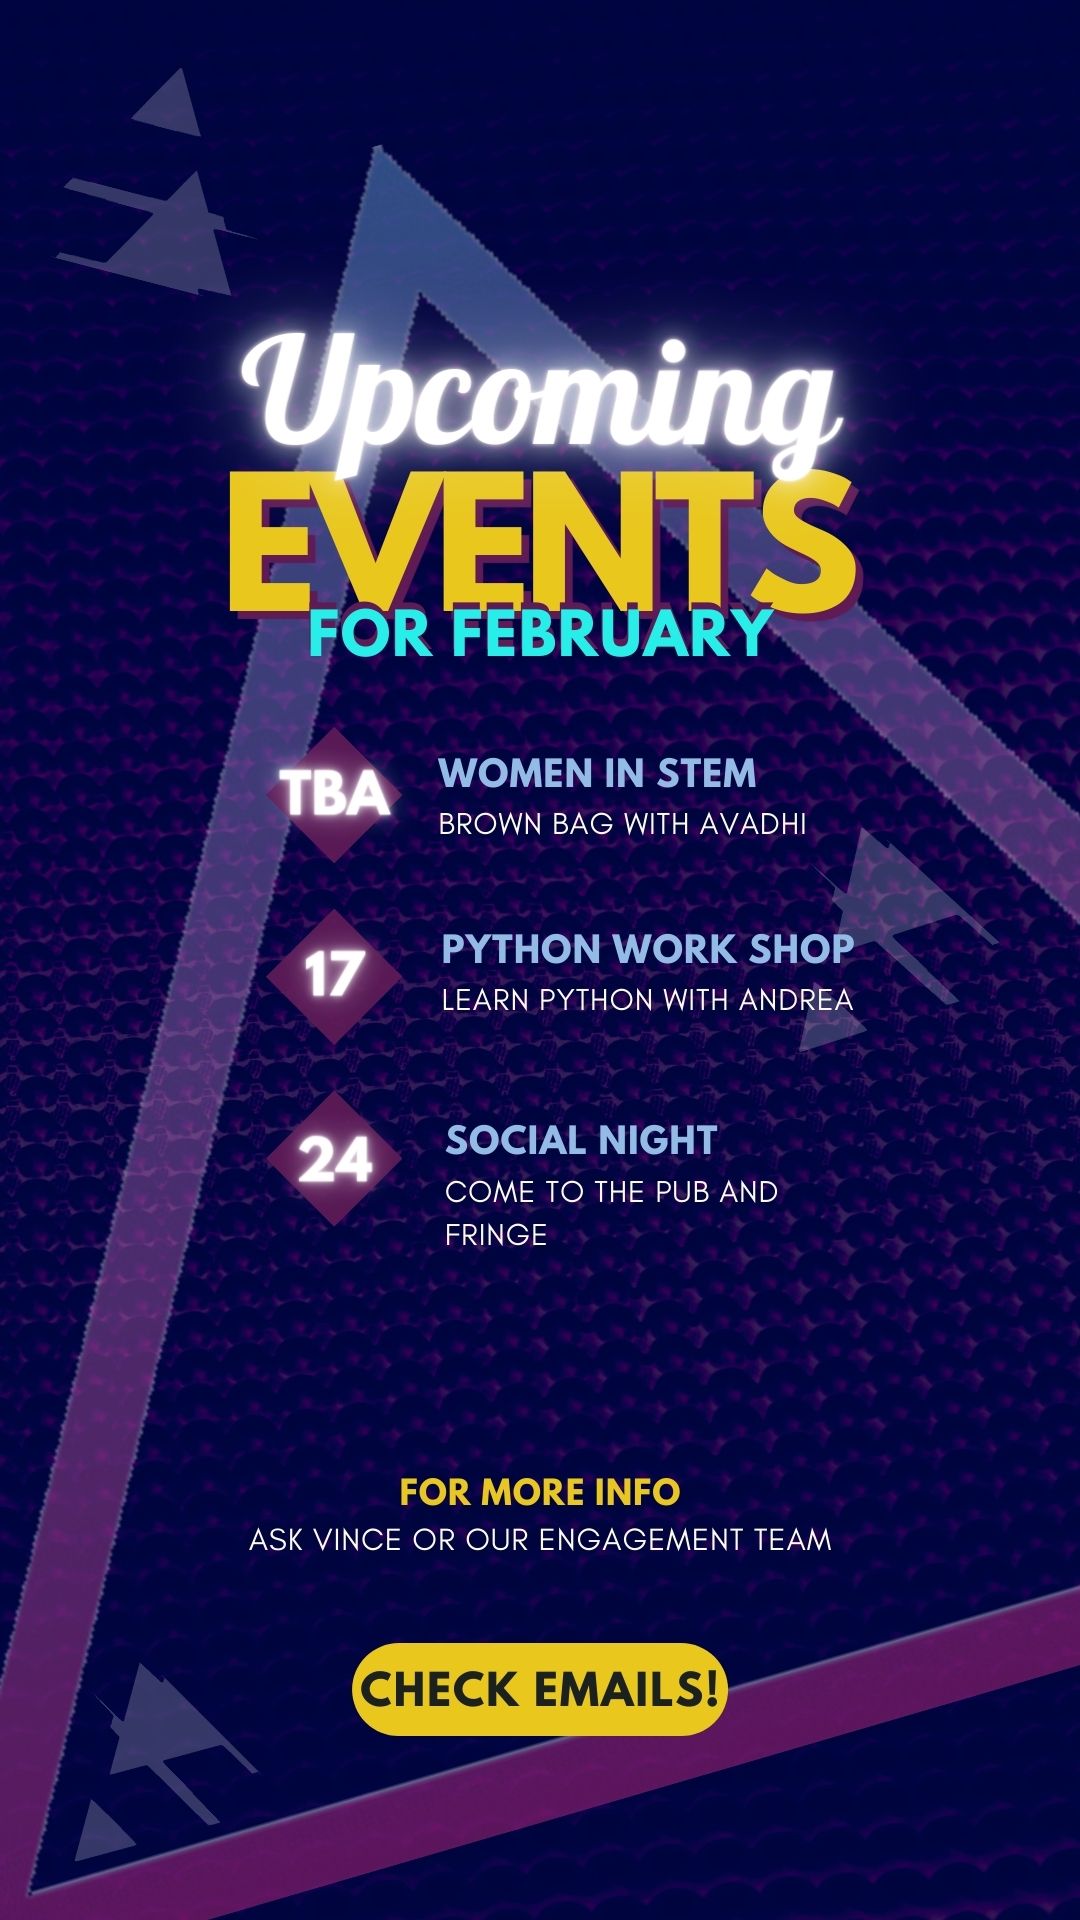 Upcoming
EVENTS
FOR FEBRUARY
TBA
WOMEN IN STEM
BROWN BAG WITH AVADHI
17
PYTHON WORK SHOP
LEARN PYTHON WITH ANDREA
24
SOCIAL NIGHT
COME TO THE PUB AND
FRINGE
FOR MORE INFO
ASK VINCE OR OUR ENGAGEMENT TEAM
CHECK EMAILS!